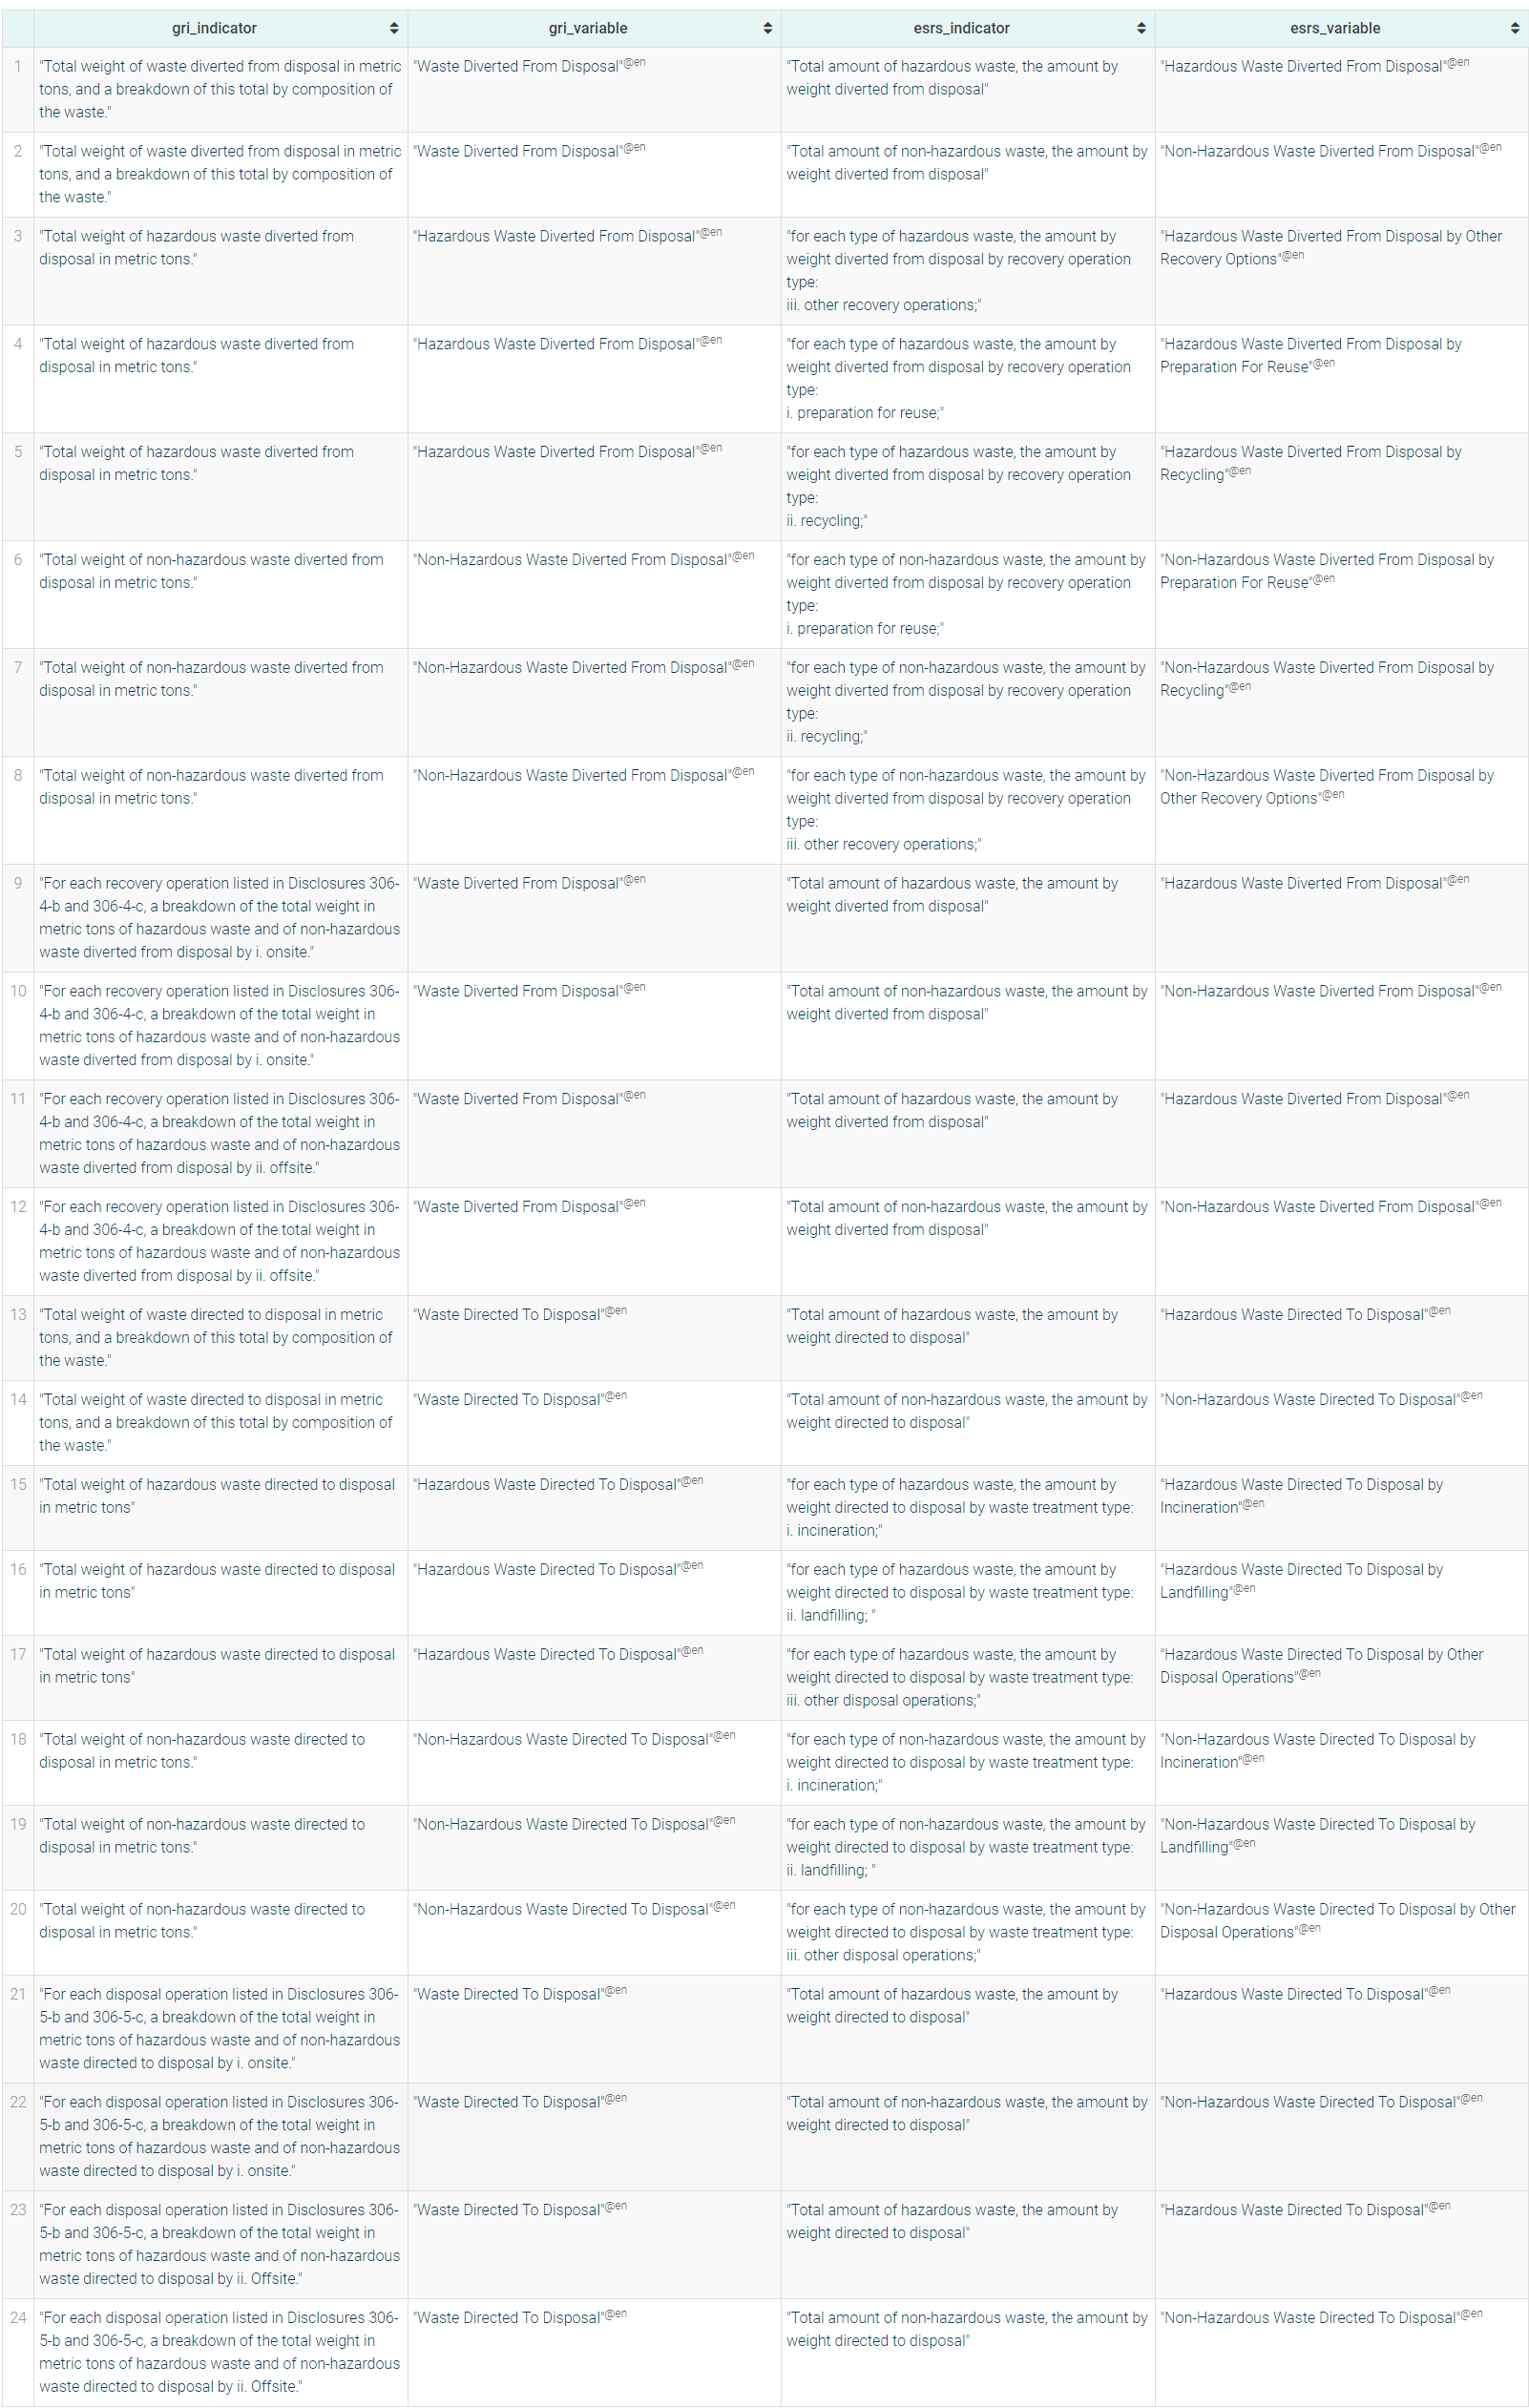 gri_indicator gri_variable esrs_indicator esrs_variable
1 "Total weight of waste diverted from disposal in metric "Waste Diverted From Disposal"@en "Total amount of hazardous waste, the amount by "Hazardous Waste Diverted From Disposal"@en
tons, and a breakdown of this total by composition of weight diverted from disposal"
the waste."
2 "Total weight of waste diverted from disposal in metric "Waste Diverted From Disposal"@en "Total amount of non-hazardous waste, the amount by "Non-Hazardous Waste Diverted From Disposal"@en
tons, and a breakdown of this total by composition of weight diverted from disposal"
the waste."
3 "Total weight of hazardous waste diverted from "Hazardous Waste Diverted From Disposal"@en "for each type of hazardous waste, the amount by "Hazardous Waste Diverted From Disposal by Other
disposal in metric tons." weight diverted from disposal by recovery operation Recovery Options"@en
type:
iii. other recovery operations;"
4 "Total weight of hazardous waste diverted from "Hazardous Waste Diverted From Disposal"@en "for each type of hazardous waste, the amount by "Hazardous Waste Diverted From Disposal by
disposal in metric tons." weight diverted from disposal by recovery operation Preparation For Reuse"@en
type:
i. preparation for reuse;"
5 "Total weight of hazardous waste diverted from "Hazardous Waste Diverted From Disposal"@en "for each type of hazardous waste, the amount by "Hazardous Waste Diverted From Disposal by
disposal in metric tons." weight diverted from disposal by recovery operation Recycling"@en
type:
ii. recycling;"
6 "Total weight of non-hazardous waste diverted from "Non-Hazardous Waste Diverted From Disposal"@en "for each type of non-hazardous waste, the amount by "Non-Hazardous Waste Diverted From Disposal by
disposal in metric tons." weight diverted from disposal by recovery operation Preparation For Reuse"@en
type:
i. preparation for reuse;"
7 "Total weight of non-hazardous waste diverted from "Non-Hazardous Waste Diverted From Disposal"@en "for each type of non-hazardous waste, the amount by "Non-Hazardous Waste Diverted From Disposal by
disposal in metric tons." weight diverted from disposal by recovery operation Recycling"@en
type:
ii. recycling;"
8 "Total weight of non-hazardous waste diverted from "Non-Hazardous Waste Diverted From Disposal"@en "for each type of non-hazardous waste, the amount by "Non-Hazardous Waste Diverted From Disposal by
disposal in metric tons." weight diverted from disposal by recovery operation Other Recovery Options"@en
type:
iii. other recovery operations;"
9 "For each recovery operation listed in Disclosures 306- "Waste Diverted From Disposal"@en "Total amount of hazardous waste, the amount by "Hazardous Waste Diverted From Disposal"@en
4-b and 306-4-c, a breakdown of the total weight in weight diverted from disposal"
metric tons of hazardous waste and of non-hazardous
waste diverted from disposal by i. onsite."
10 "For each recovery operation listed in Disclosures 306- "Waste Diverted From Disposal"@en "Total amount of non-hazardous waste, the amount by "Non-Hazardous Waste Diverted From Disposal"@en
4-b and 306-4-c, a breakdown of the total weight in weight diverted from disposal"
metric tons of hazardous waste and of non-hazardous
waste diverted from disposal by i. onsite."
11 "For each recovery operation listed in Disclosures 306- "Waste Diverted From Disposal"@en "Total amount of hazardous waste, the amount by "Hazardous Waste Diverted From Disposal"@en
4-b and 306-4-c, a breakdown of the total weight in weight diverted from disposal"
metric tons of hazardous waste and of non-hazardous
waste diverted from disposal by ii. offsite."
12 "For each recovery operation listed in Disclosures 306- "Waste Diverted From Disposal"@en "Total amount of non-hazardous waste, the amount by "Non-Hazardous Waste Diverted From Disposal"@en
4-b and 306-4-c, a breakdown of the total weight in weight diverted from disposal"
metric tons of hazardous waste and of non-hazardous
waste diverted from disposal by ii. offsite."
13 "Total weight of waste directed to disposal in metric "Waste Directed To Disposal"@en "Total amount of hazardous waste, the amount by "Hazardous Waste Directed To Disposal"@en
tons, and a breakdown of this total by composition of weight directed to disposal"
the waste."
14 "Total weight of waste directed to disposal in metric "Waste Directed To Disposal"@en "Total amount of non-hazardous waste, the amount by "Non-Hazardous Waste Directed To Disposal"@en
tons, and a breakdown of this total by composition of weight directed to disposal"
the waste."
15 "Total weight of hazardous waste directed to disposal "Hazardous Waste Directed To Disposal"@en "for each type of hazardous waste, the amount by "Hazardous Waste Directed To Disposal by
in metric tons" weight directed to disposal by waste treatment type: Incineration"@en
i. incineration;"
16 "Total weight of hazardous waste directed to disposal "Hazardous Waste Directed To Disposal"@en "for each type of hazardous waste, the amount by "Hazardous Waste Directed To Disposal by
in metric tons" weight directed to disposal by waste treatment type: Landfilling"@en
ii. landfilling; "
17 "Total weight of hazardous waste directed to disposal "Hazardous Waste Directed To Disposal"@en "for each type of hazardous waste, the amount by "Hazardous Waste Directed To Disposal by Other
in metric tons" weight directed to disposal by waste treatment type: Disposal Operations"@en
iii. other disposal operations;"
18 "Total weight of non-hazardous waste directed to "Non-Hazardous Waste Directed To Disposal"@en "for each type of non-hazardous waste, the amount by "Non-Hazardous Waste Directed To Disposal by
disposal in metric tons." weight directed to disposal by waste treatment type: Incineration"@en
i. incineration;"
19 "Total weight of non-hazardous waste directed to "Non-Hazardous Waste Directed To Disposal"@en "for each type of non-hazardous waste, the amount by "Non-Hazardous Waste Directed To Disposal by
disposal in metric tons." weight directed to disposal by waste treatment type: Landfilling"@en
ii. landfilling; "
20 "Total weight of non-hazardous waste directed to "Non-Hazardous Waste Directed To Disposal"@en "for each type of non-hazardous waste, the amount by "Non-Hazardous Waste Directed To Disposal by Other
disposal in metric tons." weight directed to disposal by waste treatment type: Disposal Operations"@en
iii. other disposal operations;"
21 "For each disposal operation listed in Disclosures 306- "Waste Directed To Disposal"@en "Total amount of hazardous waste, the amount by "Hazardous Waste Directed To Disposal"@en
5-b and 306-5-c, a breakdown of the total weight in weight directed to disposal"
metric tons of hazardous waste and of non-hazardous
waste directed to disposal by i. onsite."
22 "For each disposal operation listed in Disclosures 306- "Waste Directed To Disposal"@en "Total amount of non-hazardous waste, the amount by "Non-Hazardous Waste Directed To Disposal"@en
5-b and 306-5-c, a breakdown of the total weight in weight directed to disposal"
metric tons of hazardous waste and of non-hazardous
waste directed to disposal by i. onsite."
23 "For each disposal operation listed in Disclosures 306- "Waste Directed To Disposal"@en "Total amount of hazardous waste, the amount by "Hazardous Waste Directed To Disposal"@en
5-b and 306-5-c, a breakdown of the total weight in weight directed to disposal"
metric tons of hazardous waste and of non-hazardous
waste directed to disposal by ii. Offsite."
24 "For each disposal operation listed in Disclosures 306- "Waste Directed To Disposal"@en "Total amount of non-hazardous waste, the amount by "Non-Hazardous Waste Directed To Disposal"@en
5-b and 306-5-c, a breakdown of the total weight in weight directed to disposal"
metric tons of hazardous waste and of non-hazardous
waste directed to disposal by ii. Offsite."